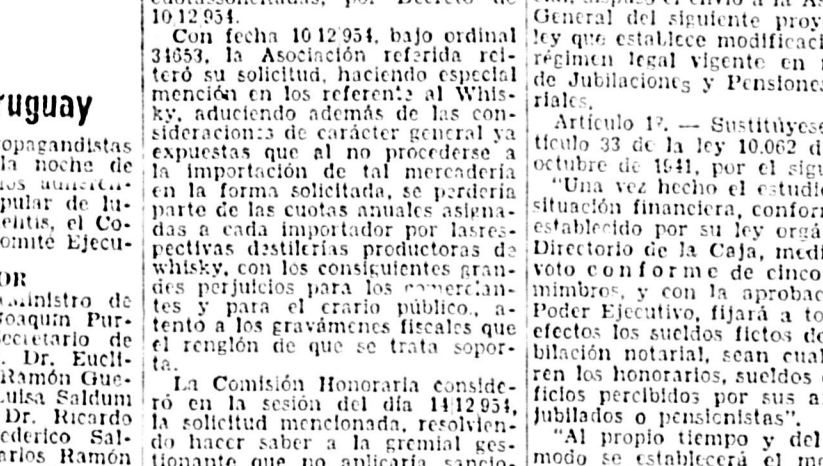 ruguay
ropagandistas
la noche de
pular de lu-
entis, el Co-
omité Ejecu-
OR
ministro de
oaquín Pur-
secretario de
. Dr. Eucli-
Ramón Gue-
Luisa Saldum
Dr. Ricardo
ederico Sal-
arlos Ramón
10,12,954.
Con fecha 10 12 954, bajo ordinal
34653, la Asociación referida rei-
teró su solicitud, haciendo especial
mención en los referente al Whis-
ky, aduciendo además de las con-
sideraciones de carácter general ya
expuestas que al no procederse a
la importación de tal mercadería
en la forma solicitada, se perdería
parte de las cuotas anuales asigna-
das a cada importador por lasres-
pectivas destilerías productoras de
whisky, con los consiguientes gran-
des perjuicios para los comercian-
tes y para el erario público., a-
tento a los gravámenes fiscales que
el renglón de que se trata sopor-
ta.
La Comisión Honoraria conside-
ró en la sesión del día 14|12 954,
la solicitud mencionada, resolvien-
do hacer saber a la gremial ges-
tionante que no aplicaría sancio-
General del siguiente proy
ley que establece modificaci
régimen legal vigente en
de Jubilaciones y Pensione
riales.
Artículo 1º. — Sustitúyese
tículo 33 de la ley 10.062 d
octubre de 1941, por el sigu
"Una vez hecho el estudio
situación financiera, confor
establecido por su ley orgá
Directorio de la Caja, medi
voto conforme de cinco
mimbros, y con la aprobac
Poder Ejecutivo, fijará a to
efectos los sueldos fictos d
bilación notarial, sean cual
ren los honorarios, sueldos
ficios percibidos por sus a
jubilados o pensionistas".
"Al propio tiempo y del
modo se establecerá el mo